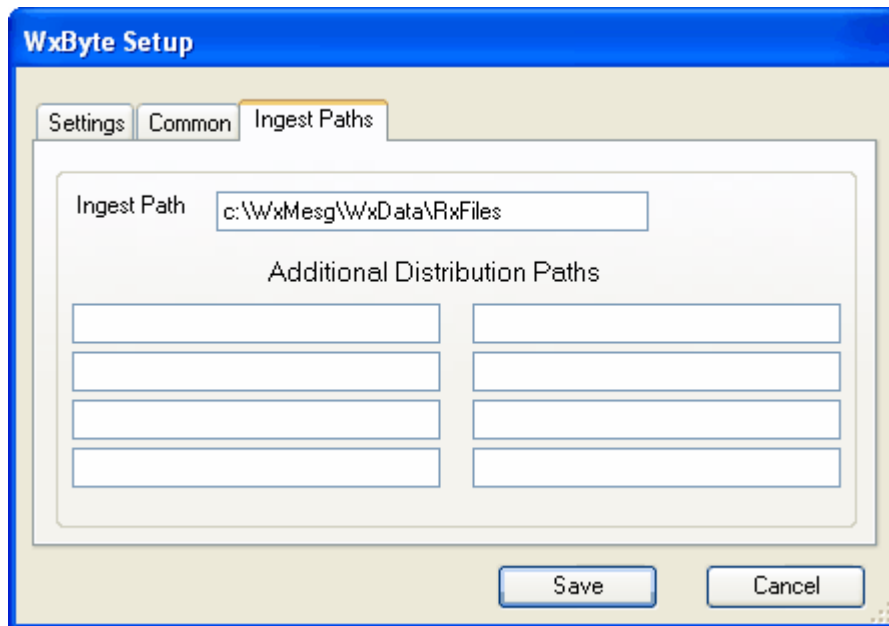 WxByte Setup
Settings Common Ingest Paths
Ingest Path c:\WxMesg\WxData\RxFiles
Additional Distribution Paths
Save Cancel